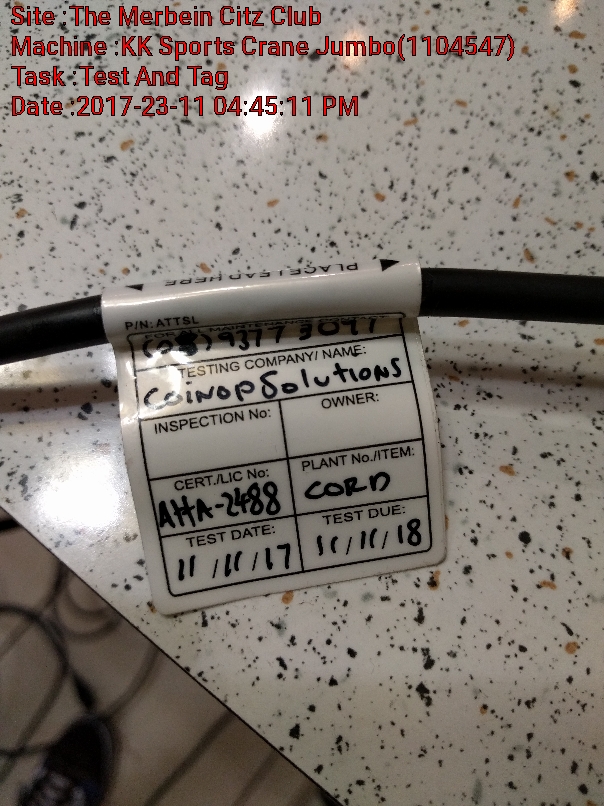 Site :The Merbein Citz Club
Machine :KK Sports Crane Jumbo(1104547)
Task :Test And Tag
Date :2017-23-11 04:45:11 PM
PLACE LEAD HERE
P/N: ATTSL
TESTING COMPANY/ NAME:
COINOP SOLUTIONS
INSPECTION No:
OWNER:
CERT./LIC No:
PLANT No./ITEM:
AHA-2488
CORD
TEST DATE:
TEST DUE:
11/11/17
11/11/18